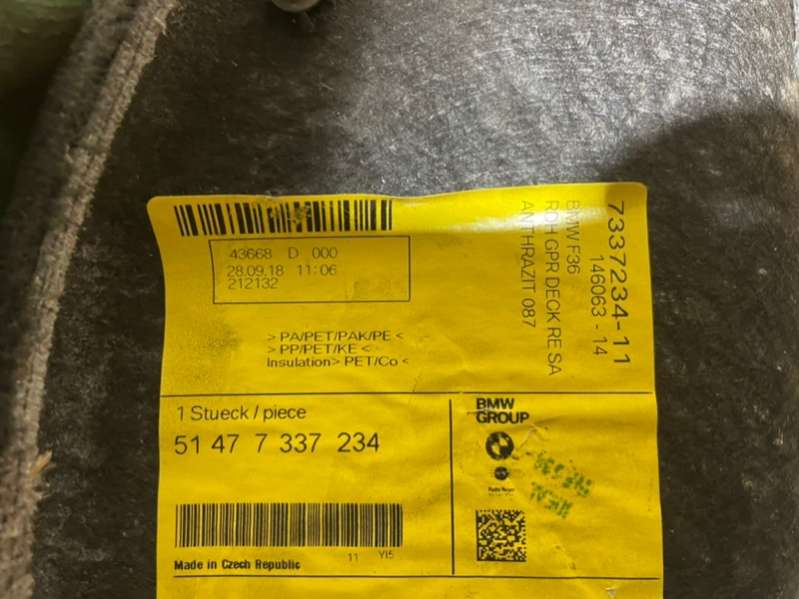 43668 D 000
28.09.18 11:06
212132
> PA/PET/PAK/PE <
> PP/PET/KE <
Insulation> PET/Co <
7337234-11
146063 - 14
BMW F36
RDH GPR DECK RE SA
ANTHRAZIT 087
1 Stueck / piece
51 47 7 337 234
11 YI5
Made in Czech Republic
BMW
GROUP